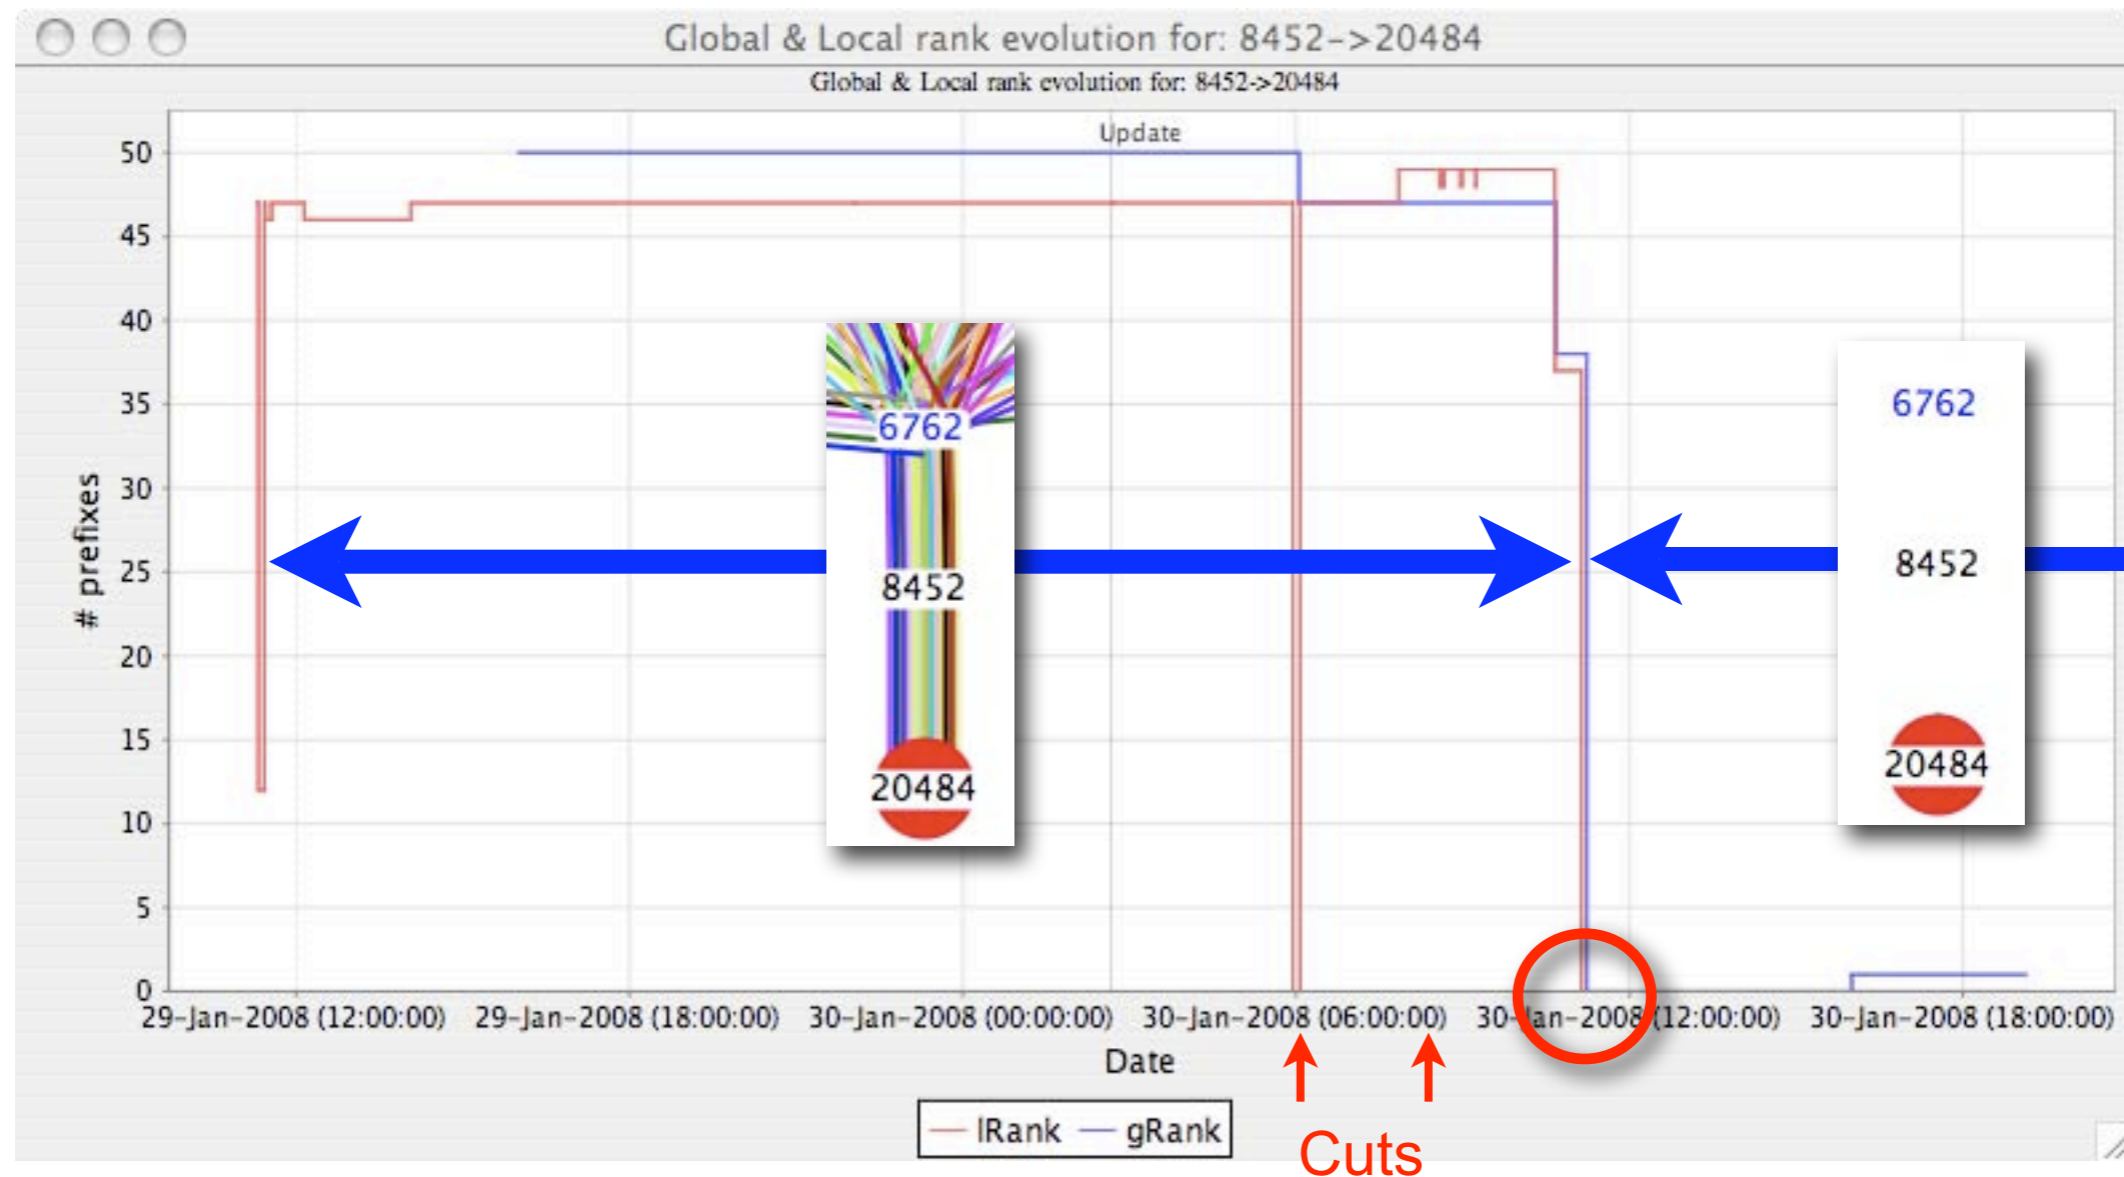 Global & Local rank evolution for: 8452->20484
Global & Local rank evolution for: 8452->20484
Update
50
45
40
35
30
25
20
15
10
5
0
# prefixes
6762
8452
20484
6762
8452
20484
29-Jan-2008 (12:00:00) 29-Jan-2008 (18:00:00) 30-Jan-2008 (00:00:00) 30-Jan-2008 (06:00:00) 30-Jan-2008 (12:00:00) 30-Jan-2008 (18:00:00)
Date
lRank gRank
Cuts